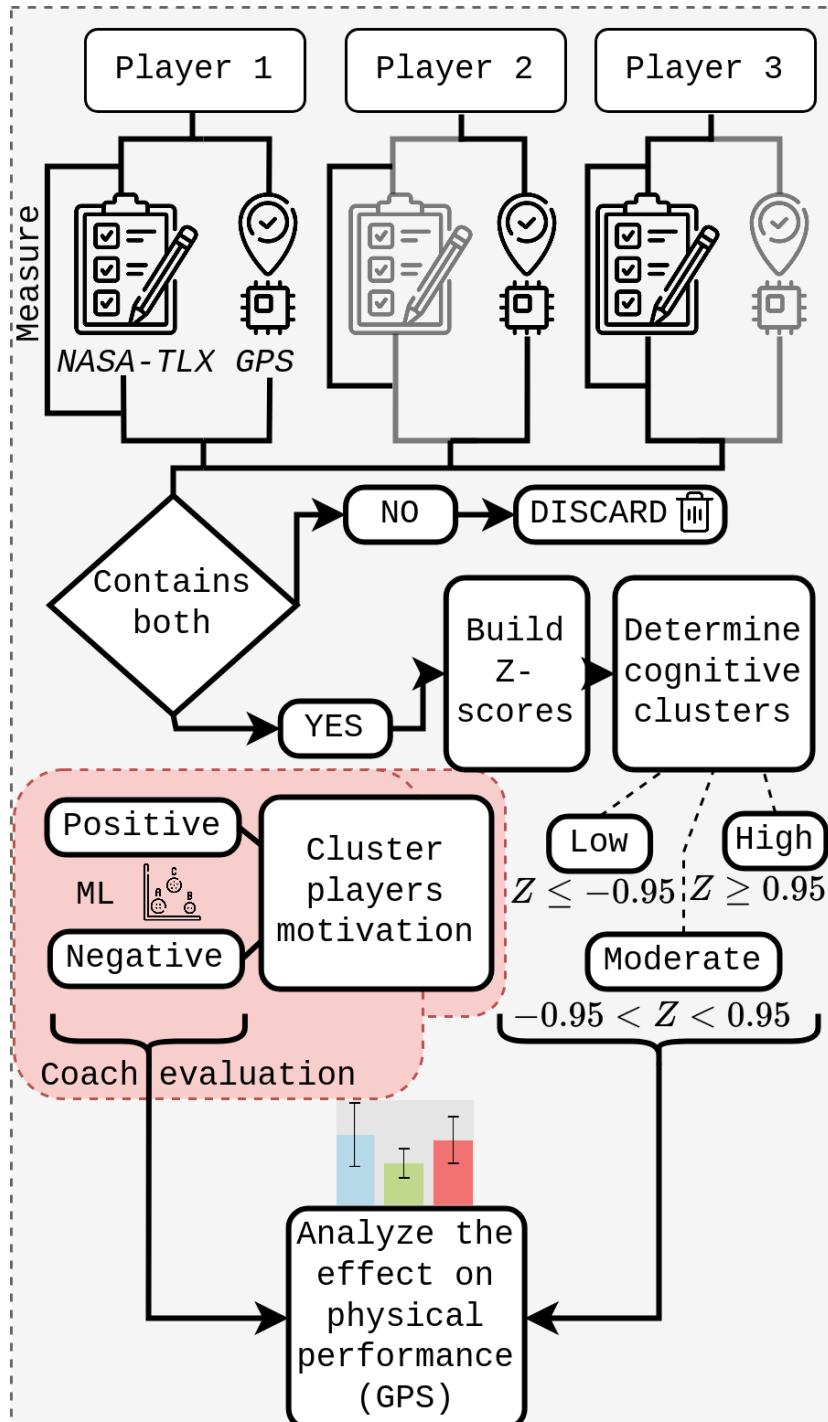 Player 1
Player 2
Player 3
Measure
NASA-TLX GPS
NO
DISCARD
Contains
both
Build
Z-
scores
Determine
cognitive
clusters
YES
Positive
Low
High
Cluster
players
motivation
ML
C
A
B
Z ≤ −0.95
Z ≥ 0.95
Negative
Moderate
−0.95 < Z < 0.95
Coach evaluation
Analyze the
effect on
physical
performance
(GPS)